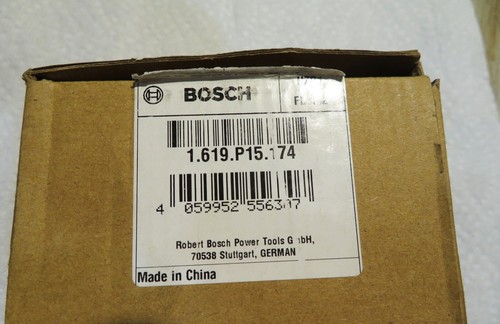 BOSCH
1.619.P15.174
4 059952 556307
Robert Bosch Power Tools GmbH,
70538 Stuttgart, GERMAN
Made in China